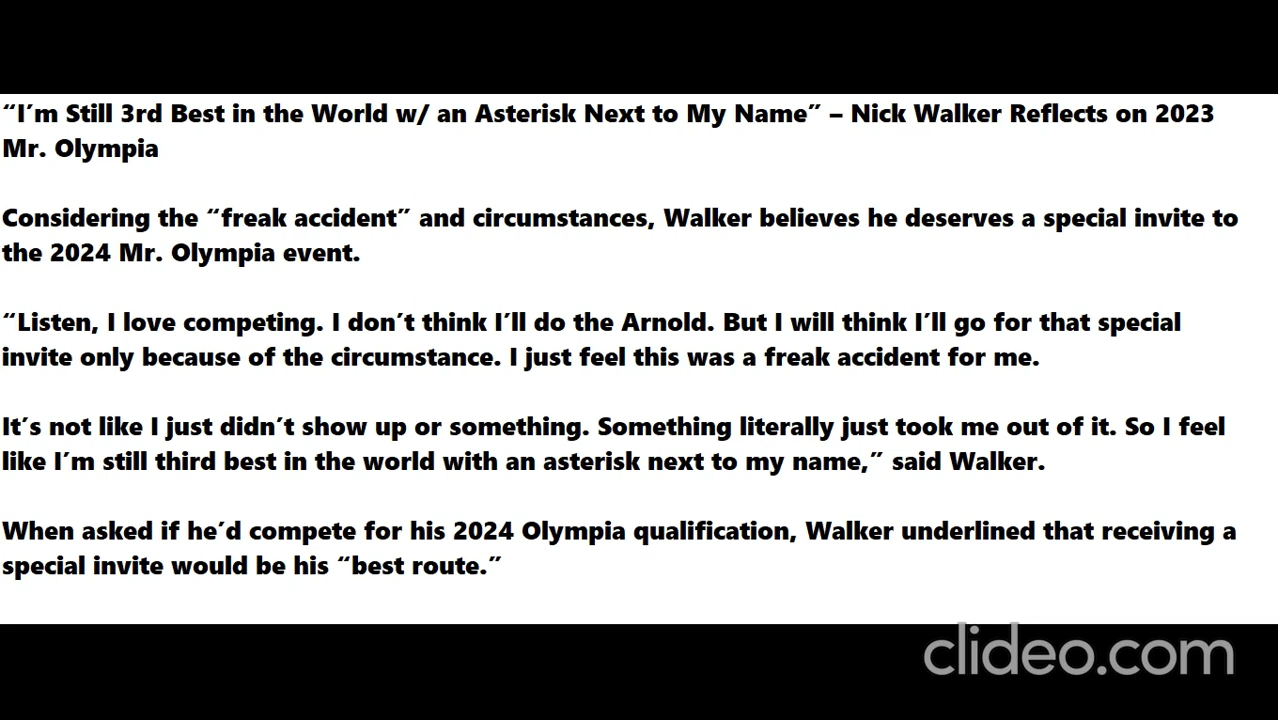 “I’m Still 3rd Best in the World w/ an Asterisk Next to My Name” – Nick Walker Reflects on 2023
Mr. Olympia
Considering the “freak accident” and circumstances, Walker believes he deserves a special invite to
the 2024 Mr. Olympia event.
“Listen, I love competing. I don’t think I’ll do the Arnold. But I will think I’ll go for that special
invite only because of the circumstance. I just feel this was a freak accident for me.
It’s not like I just didn’t show up or something. Something literally just took me out of it. So I feel
like I’m still third best in the world with an asterisk next to my name,” said Walker.
When asked if he’d compete for his 2024 Olympia qualification, Walker underlined that receiving a
special invite would be his “best route.”
clideo.com